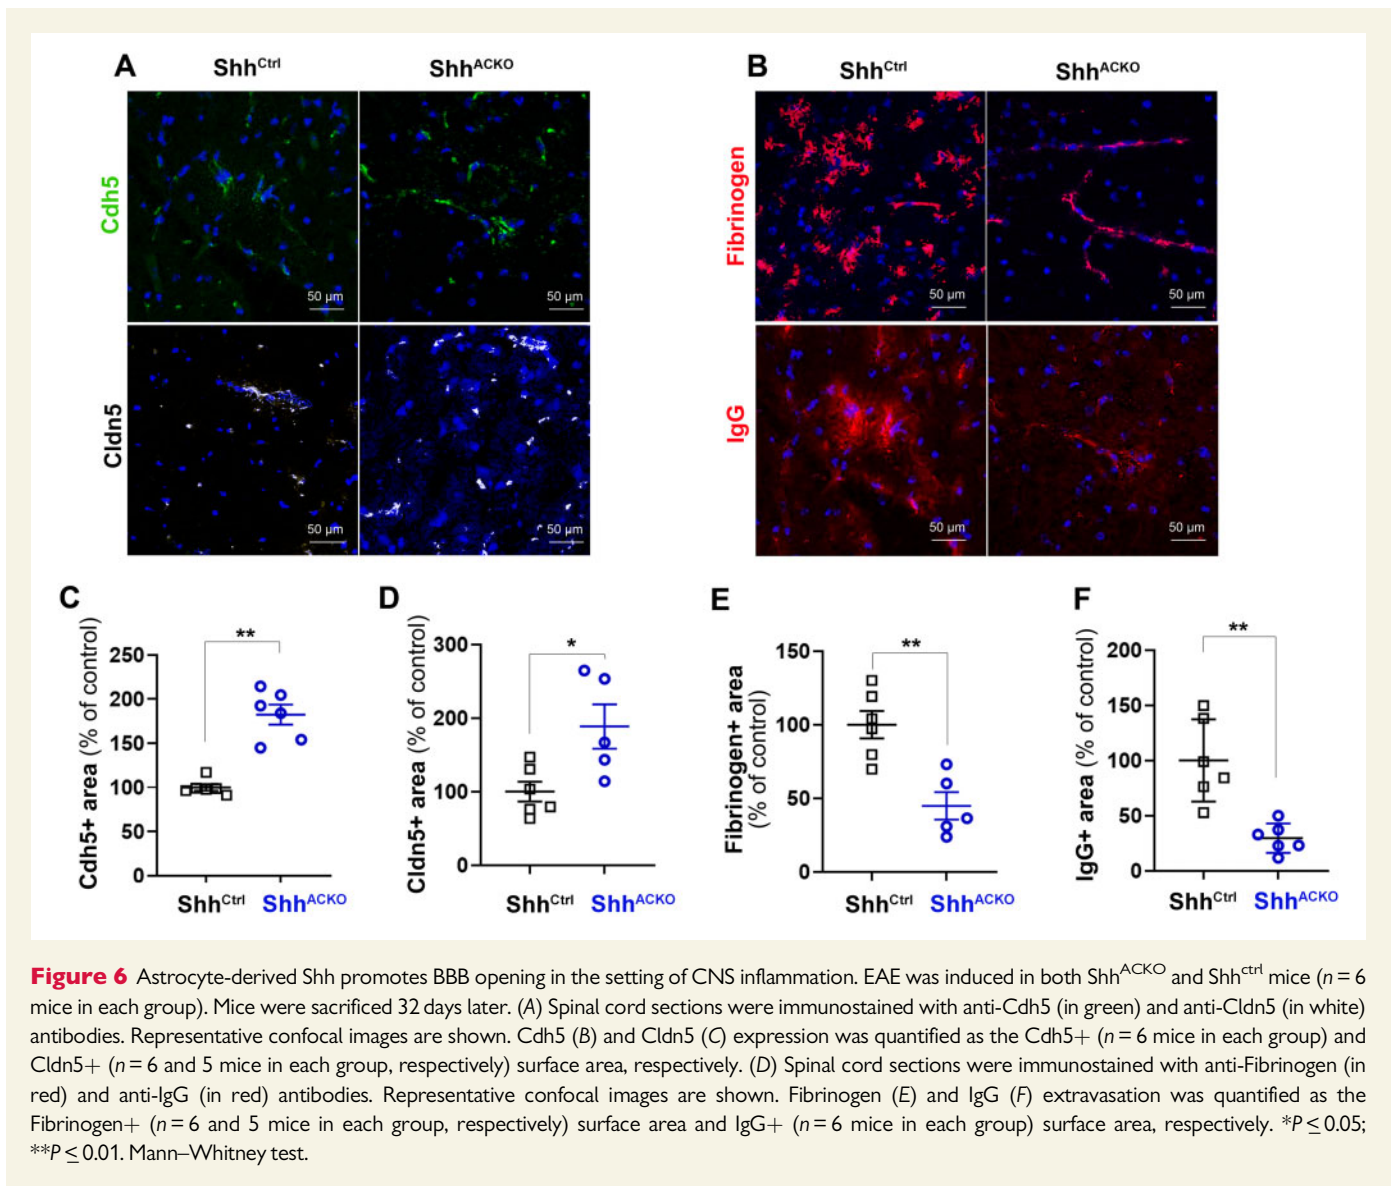 A
Shh^Ctrl
Shh^ACKO
Cdh5
50 µm
50 µm
Cldn5
50 µm
50 µm
B
Shh^Ctrl
Shh^ACKO
Fibrinogen
50 µm
50 µm
IgG
50 µm
50 µm
C
Cdh5+ area (% of control)
**
250
200
150
100
50
0
Shh^Ctrl
Shh^ACKO
D
Cldn5+ area (% of control)
*
300
200
100
0
Shh^Ctrl
Shh^ACKO
E
Fibrinogen+ area
(% of control)
**
150
100
50
0
Shh^Ctrl
Shh^ACKO
F
IgG+ area (% of control)
**
200
150
100
50
0
Shh^Ctrl
Shh^ACKO
Figure 6 Astrocyte-derived Shh promotes BBB opening in the setting of CNS inflammation. EAE was induced in both Shh^ACKO and Shh^ctrl mice (n = 6
mice in each group). Mice were sacrificed 32 days later. (A) Spinal cord sections were immunostained with anti-Cdh5 (in green) and anti-Cldn5 (in white)
antibodies. Representative confocal images are shown. Cdh5 (B) and Cldn5 (C) expression was quantified as the Cdh5+ (n = 6 mice in each group) and
Cldn5+ (n = 6 and 5 mice in each group, respectively) surface area, respectively. (D) Spinal cord sections were immunostained with anti-Fibrinogen (in
red) and anti-IgG (in red) antibodies. Representative confocal images are shown. Fibrinogen (E) and IgG (F) extravasation was quantified as the
Fibrinogen+ (n = 6 and 5 mice in each group, respectively) surface area and IgG+ (n = 6 mice in each group) surface area, respectively. *P ≤ 0.05;
**P ≤ 0.01. Mann–Whitney test.